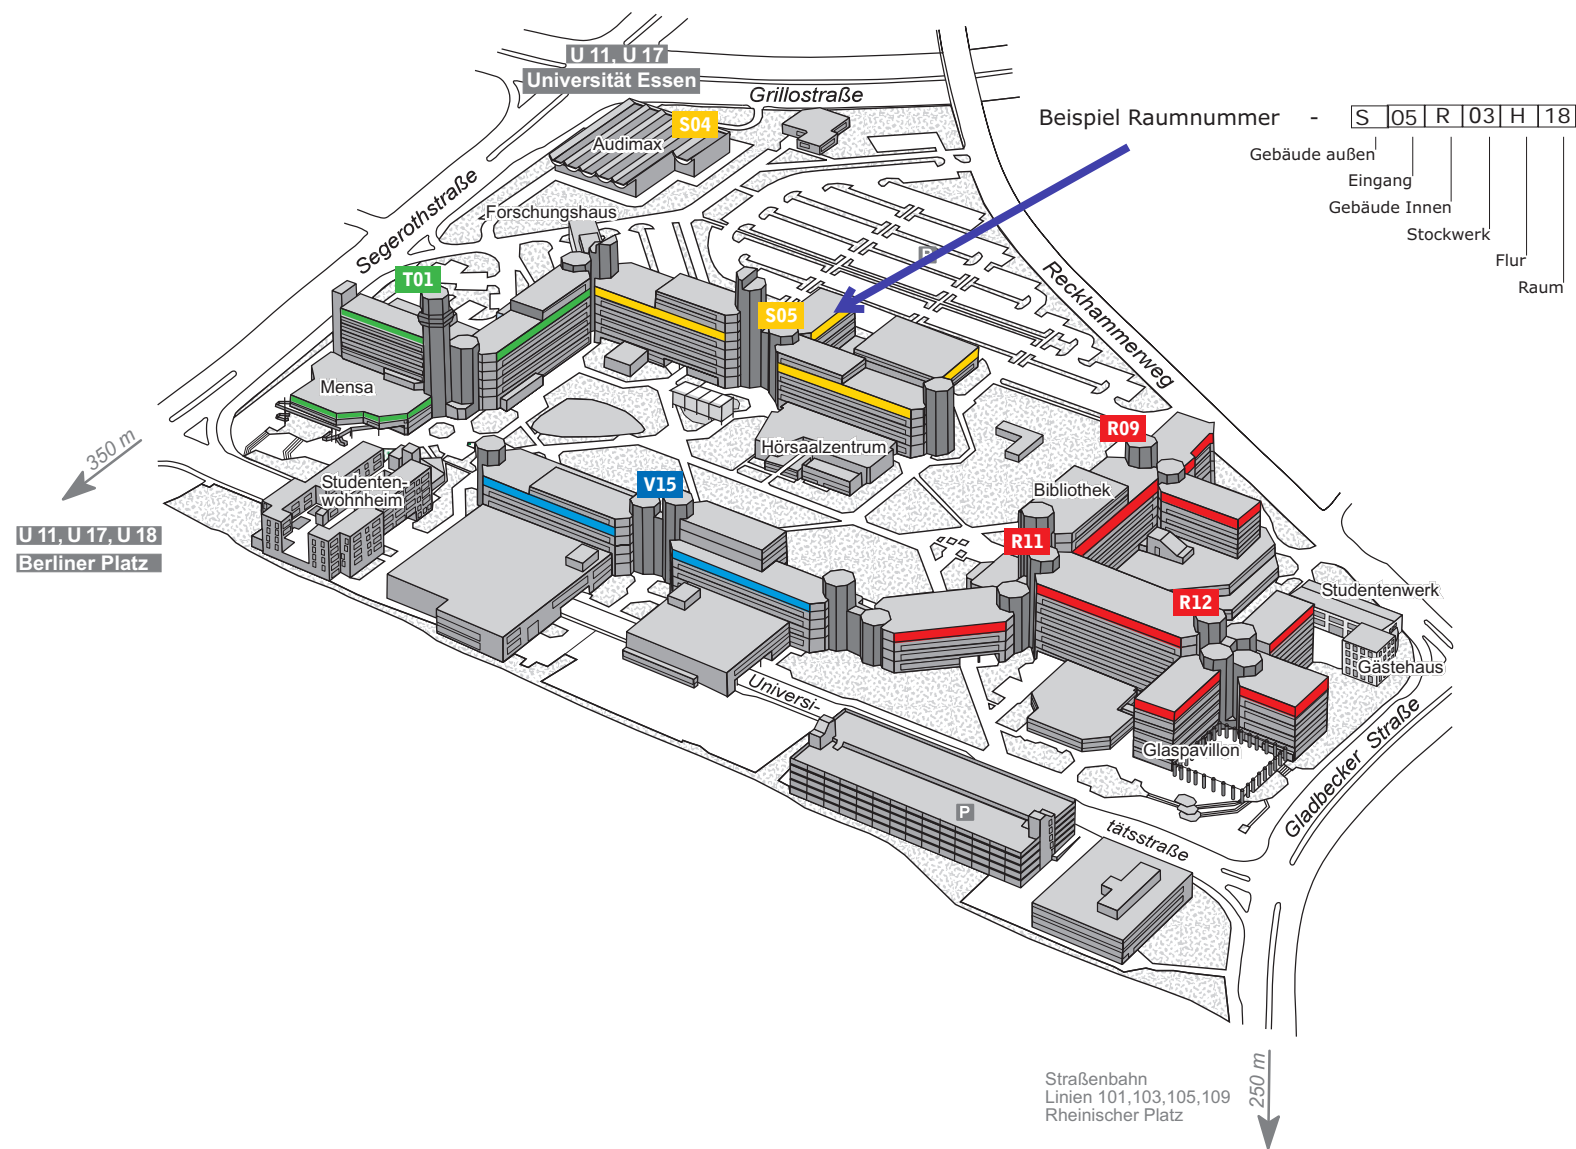 U 11, U 17
Universität Essen
Grillostraße
Beispiel Raumnummer - S 05 R 03 H 18
Gebäude außen
Eingang
Gebäude Innen
Stockwerk
Flur
Raum
S04
Audimax
Segerothstraße
Forschungshaus
P
Reckhammerweg
T01
S05
Mensa
350 m
R09
Hörsaalzentrum
Studenten-
wohnheim
V15
Bibliothek
U 11, U 17, U 18
Berliner Platz
R11
R12
Studentenwerk
Gästehaus
Universi-
Glaspavillon
Gladbecker Straße
P
tätsstraße
250 m
Straßenbahn
Linien 101,103,105,109
Rheinischer Platz